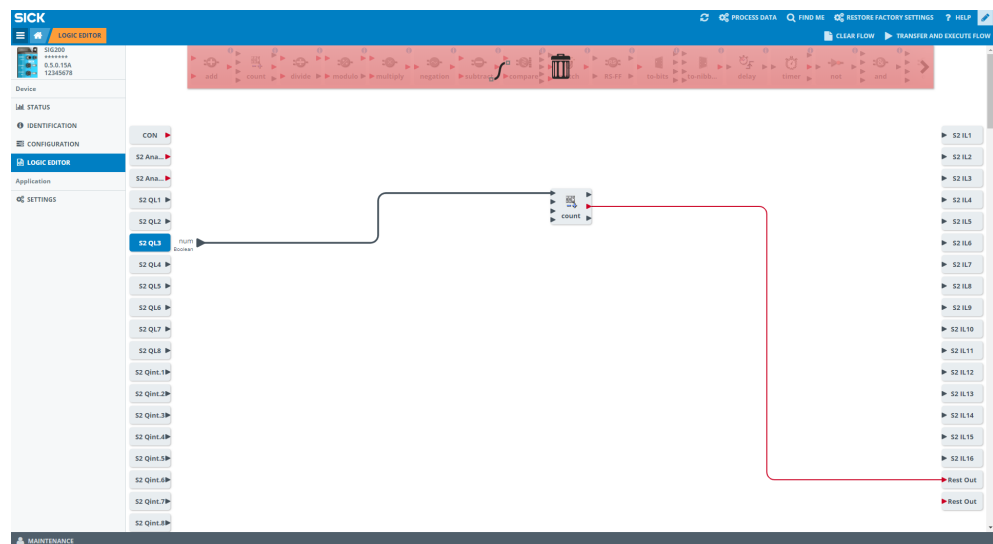 SICK
PROCESS DATA
FIND ME
RESTORE FACTORY SETTINGS
? HELP
LOGIC EDITOR
CLEAR FLOW
TRANSFER AND EXECUTE FLOW
SIG200
*******
0.5.0.15A
12345678
Device
STATUS
IDENTIFICATION
CONFIGURATION
LOGIC EDITOR
Application
SETTINGS
add
count
divide
modulo
multiply
negation
subtract
compare
RS-FF
to-bits
to-nibb...
delay
timer
not
and
CON
S2 Ana...
S2 Ana...
S2 QL1
S2 QL2
S2 QL3
num
Boolean
S2 QL4
S2 QL5
S2 QL6
S2 QL7
S2 QL8
S2 Qint.1
S2 Qint.2
S2 Qint.3
S2 Qint.4
S2 Qint.5
S2 Qint.6
S2 Qint.7
S2 Qint.8
count
S2 IL1
S2 IL2
S2 IL3
S2 IL4
S2 IL5
S2 IL6
S2 IL7
S2 IL8
S2 IL9
S2 IL10
S2 IL11
S2 IL12
S2 IL13
S2 IL14
S2 IL15
S2 IL16
Rest Out
Rest Out
MAINTENANCE